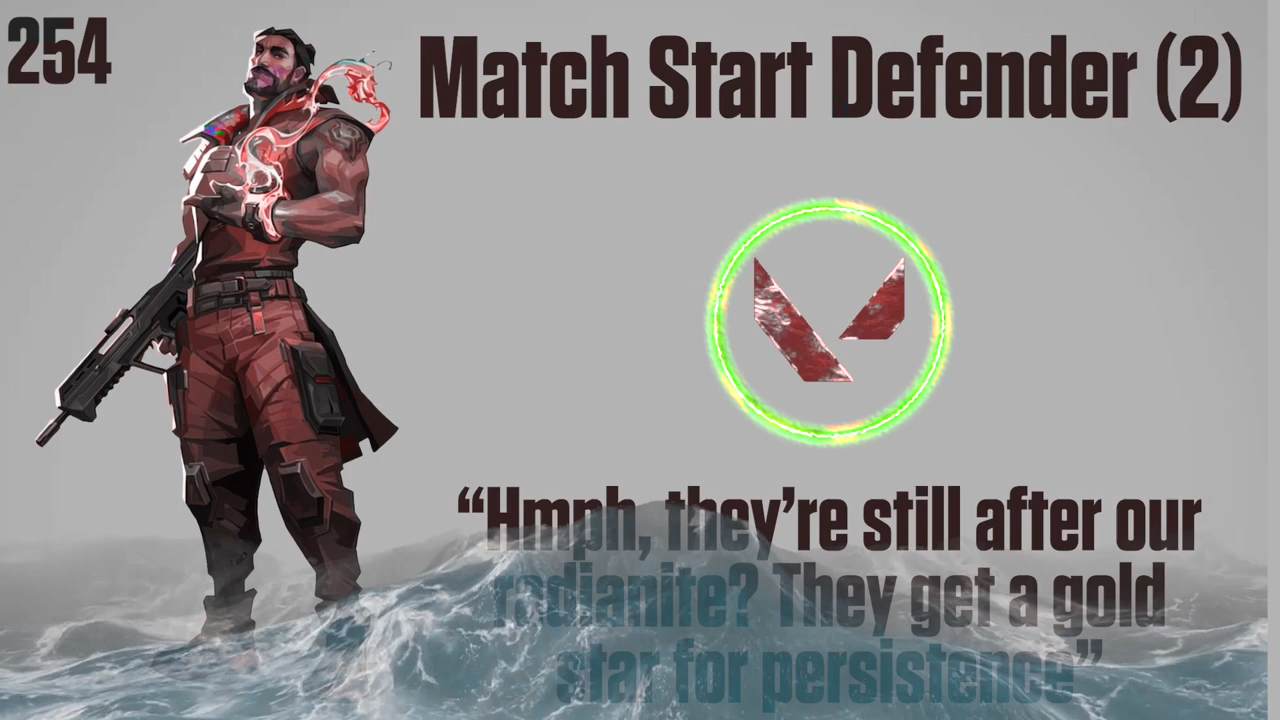 254
Match Start Defender (2)
“Hmph, they’re still after our
radianite? They get a gold
star for persistence”